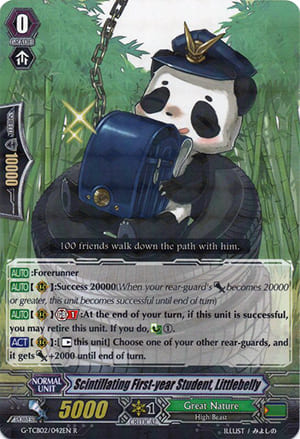 0
GRADE
SHIELD
10000
100 friends walk down the path with him.
AUTO :Forerunner
AUTO [ ]:Success 20000(When your rear-guard's becomes 20000
or greater, this unit becomes successful until end of turn)
AUTO [ ]:[ 1] :At the end of your turn, if this unit is successful,
you may retire this unit. If you do, 1.
ACT [ ]:[ this unit] Choose one of your other rear-guards, and
it gets +2000 until end of turn.
NORMAL
UNIT
Scintillating First-year Student, Littlebelly
5000
1
CRITICAL
Great Nature
High Beast
G-TCB02/042EN R
ILLUST / みよしの